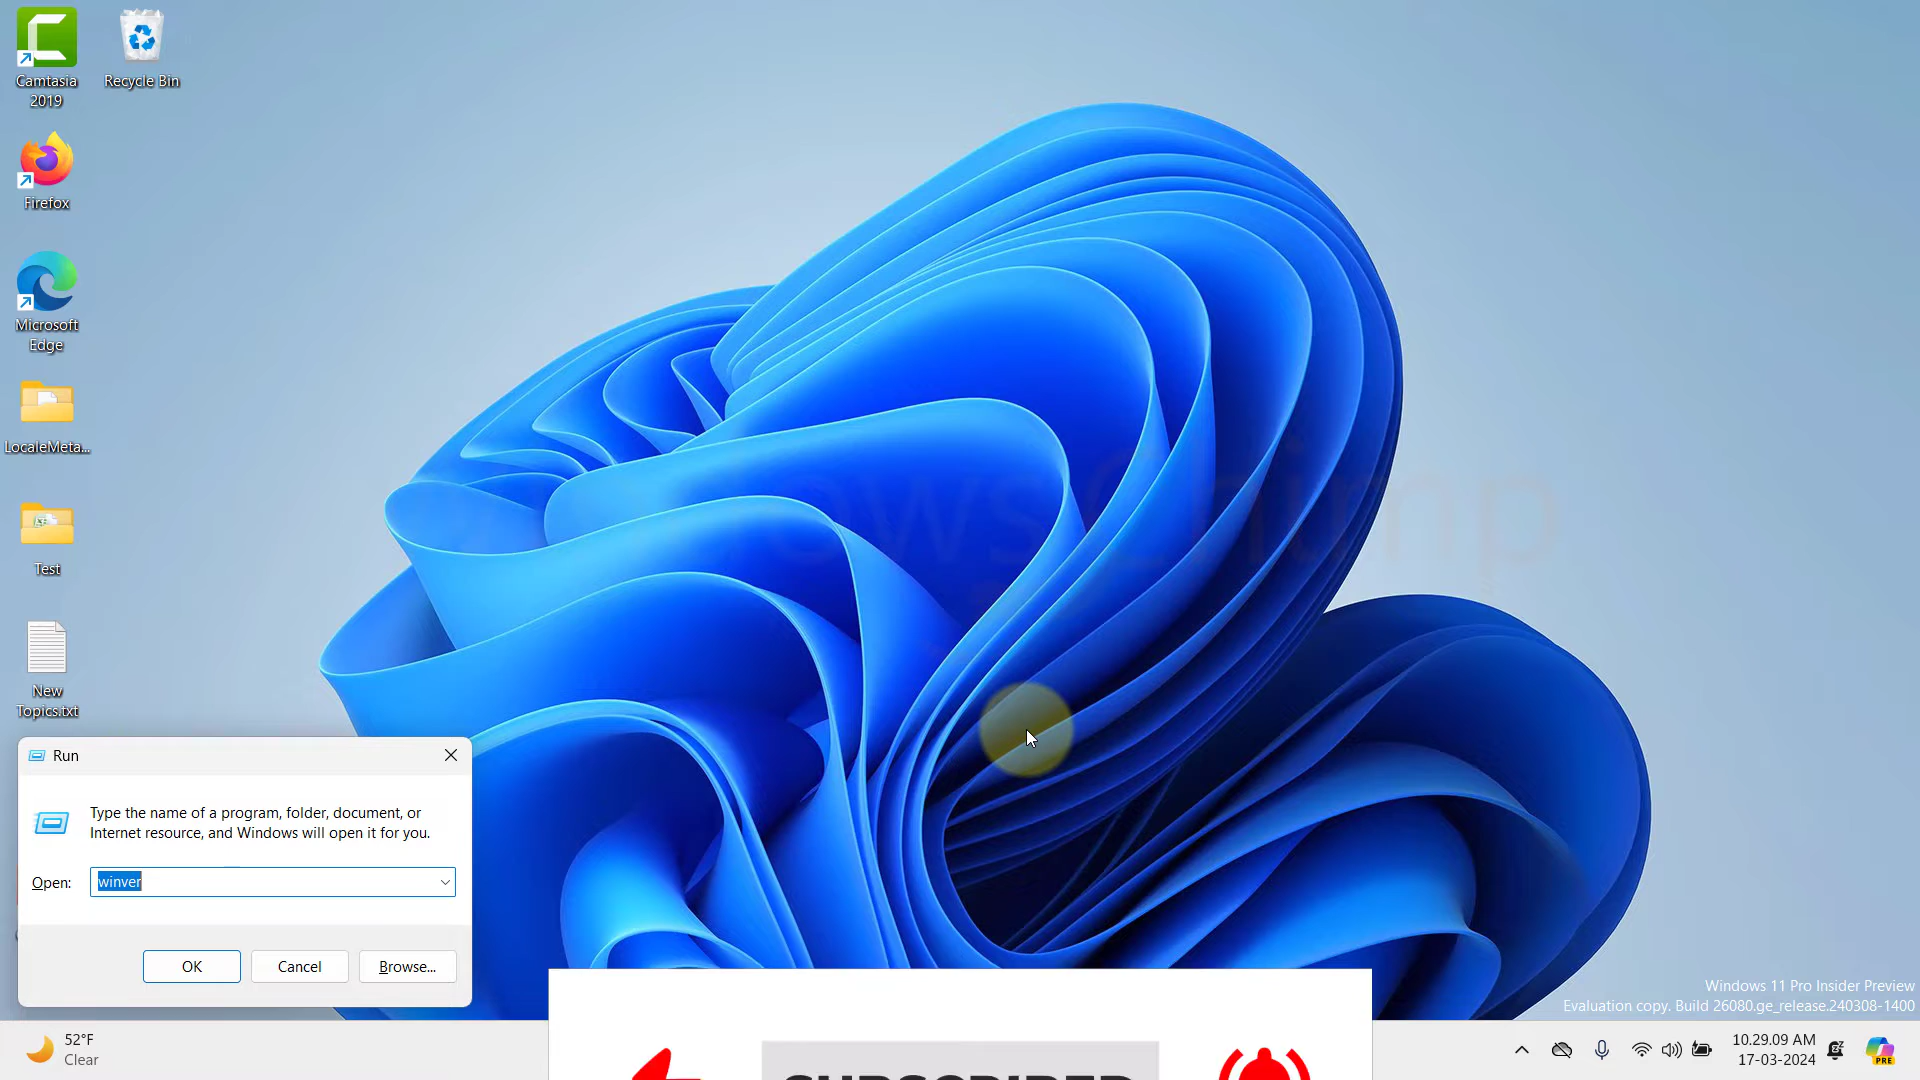 Camtasia
2019
Recycle Bin
Firefox
Microsoft
Edge
LocaleMeta...
Test
New
Topics.txt
Run
Type the name of a program, folder, document, or
Internet resource, and Windows will open it for you.
Open:
winver
OK
Cancel
Browse...
Windows 11 Pro Insider Preview
Evaluation copy. Build 26080.ge_release.240308-1400
52°F
Clear
SUBSCRIBED
10.29.09 AM
17-03-2024
PRE